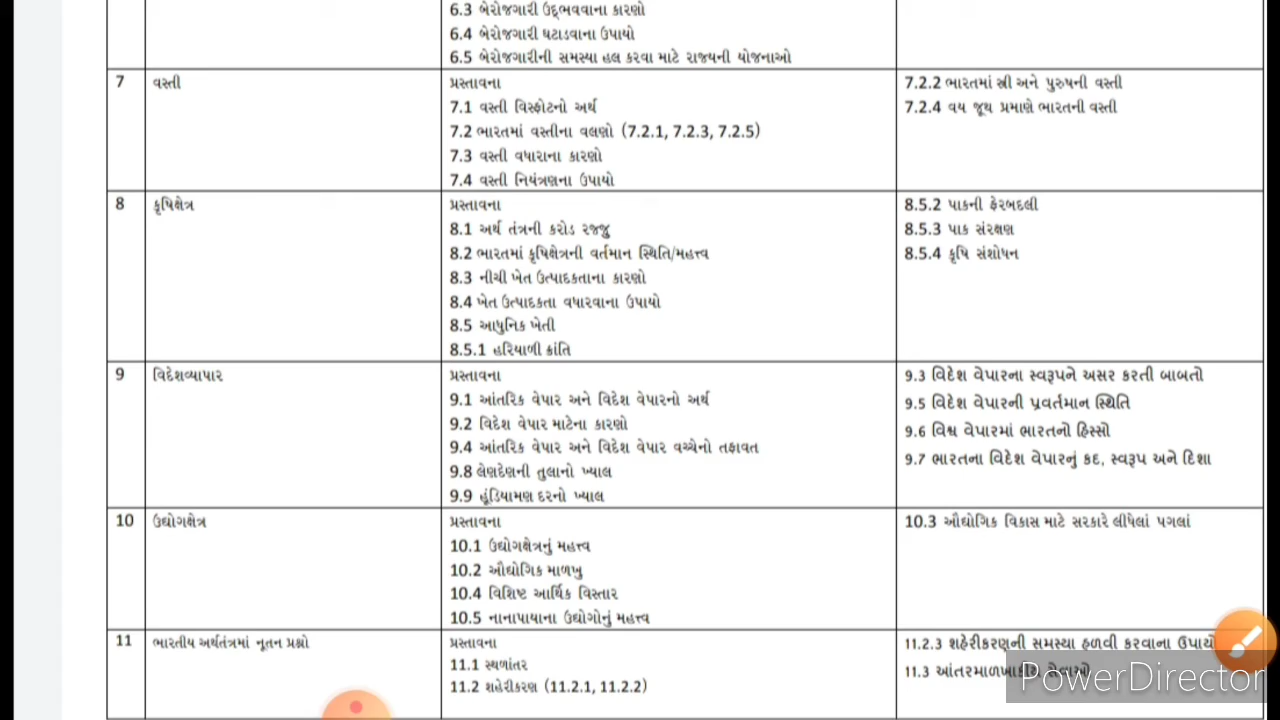 6.3 બેરોજગારી ઉદ્ભવવાના કારણો
6.4 બેરોજગારી ઘટાડવાના ઉપાયો
6.5 બેરોજગારીની સમસ્યા હલ કરવા માટે રાજ્યની યોજનાઓ
7 વસ્તી
પ્રસ્તાવના
7.1 વસ્તી વિસ્ફોટનો અર્થ
7.2 ભારતમાં વસ્તીના વલણો (7.2.1, 7.2.3, 7.2.5)
7.3 વસ્તી વધારાના કારણો
7.4 વસ્તી નિયંત્રણના ઉપાયો
7.2.2 ભારતમાં સ્ત્રી અને પુરુષની વસ્તી
7.2.4 વય જૂથ પ્રમાણે ભારતની વસ્તી
8 કૃષિક્ષેત્ર
પ્રસ્તાવના
8.1 અર્થ તંત્રની કરોડ રજ્જુ
8.2 ભારતમાં કૃષિક્ષેત્રની વર્તમાન સ્થિતિ/મહત્ત્વ
8.3 નીચી ખેત ઉત્પાદકતાના કારણો
8.4 ખેત ઉત્પાદકતા વધારવાના ઉપાયો
8.5 આધુનિક ખેતી
8.5.1 હરિયાળી ક્રાંતિ
8.5.2 પાકની ફેરબદલી
8.5.3 પાક સંરક્ષણ
8.5.4 કૃષિ સંશોધન
9 વિદેશવ્યાપાર
પ્રસ્તાવના
9.1 આંતરિક વેપાર અને વિદેશ વેપારનો અર્થ
9.2 વિદેશ વેપાર માટેના કારણો
9.4 આંતરિક વેપાર અને વિદેશ વેપાર વચ્ચેનો તફાવત
9.8 લેણદેણની તુલાનો ખ્યાલ
9.9 હૂંડિયામણ દરનો ખ્યાલ
9.3 વિદેશ વેપારના સ્વરૂપને અસર કરતી બાબતો
9.5 વિદેશ વેપારની પ્રવર્તમાન સ્થિતિ
9.6 વિશ્વ વેપારમાં ભારતનો હિસ્સો
9.7 ભારતના વિદેશ વેપારનું કદ, સ્વરૂપ અને દિશા
10 ઉદ્યોગક્ષેત્ર
પ્રસ્તાવના
10.1 ઉદ્યોગક્ષેત્રનું મહત્ત્વ
10.2 ઔદ્યોગિક માળખુ
10.4 વિશિષ્ટ આર્થિક વિસ્તાર
10.5 નાનાપાયાના ઉદ્યોગોનું મહત્ત્વ
10.3 ઔદ્યોગિક વિકાસ માટે સરકારે લીધેલાં પગલાં
11 ભારતીય અર્થતંત્રમાં નૂતન પ્રશ્નો
પ્રસ્તાવના
11.1 સ્થળાંતર
11.2 શહેરીકરણ (11.2.1, 11.2.2)
11.2.3 શહેરીકરણની સમસ્યા હળવી કરવાના ઉપાયો
11.3 આંતરમાળખાકીય સેવાઓ
PowerDirector